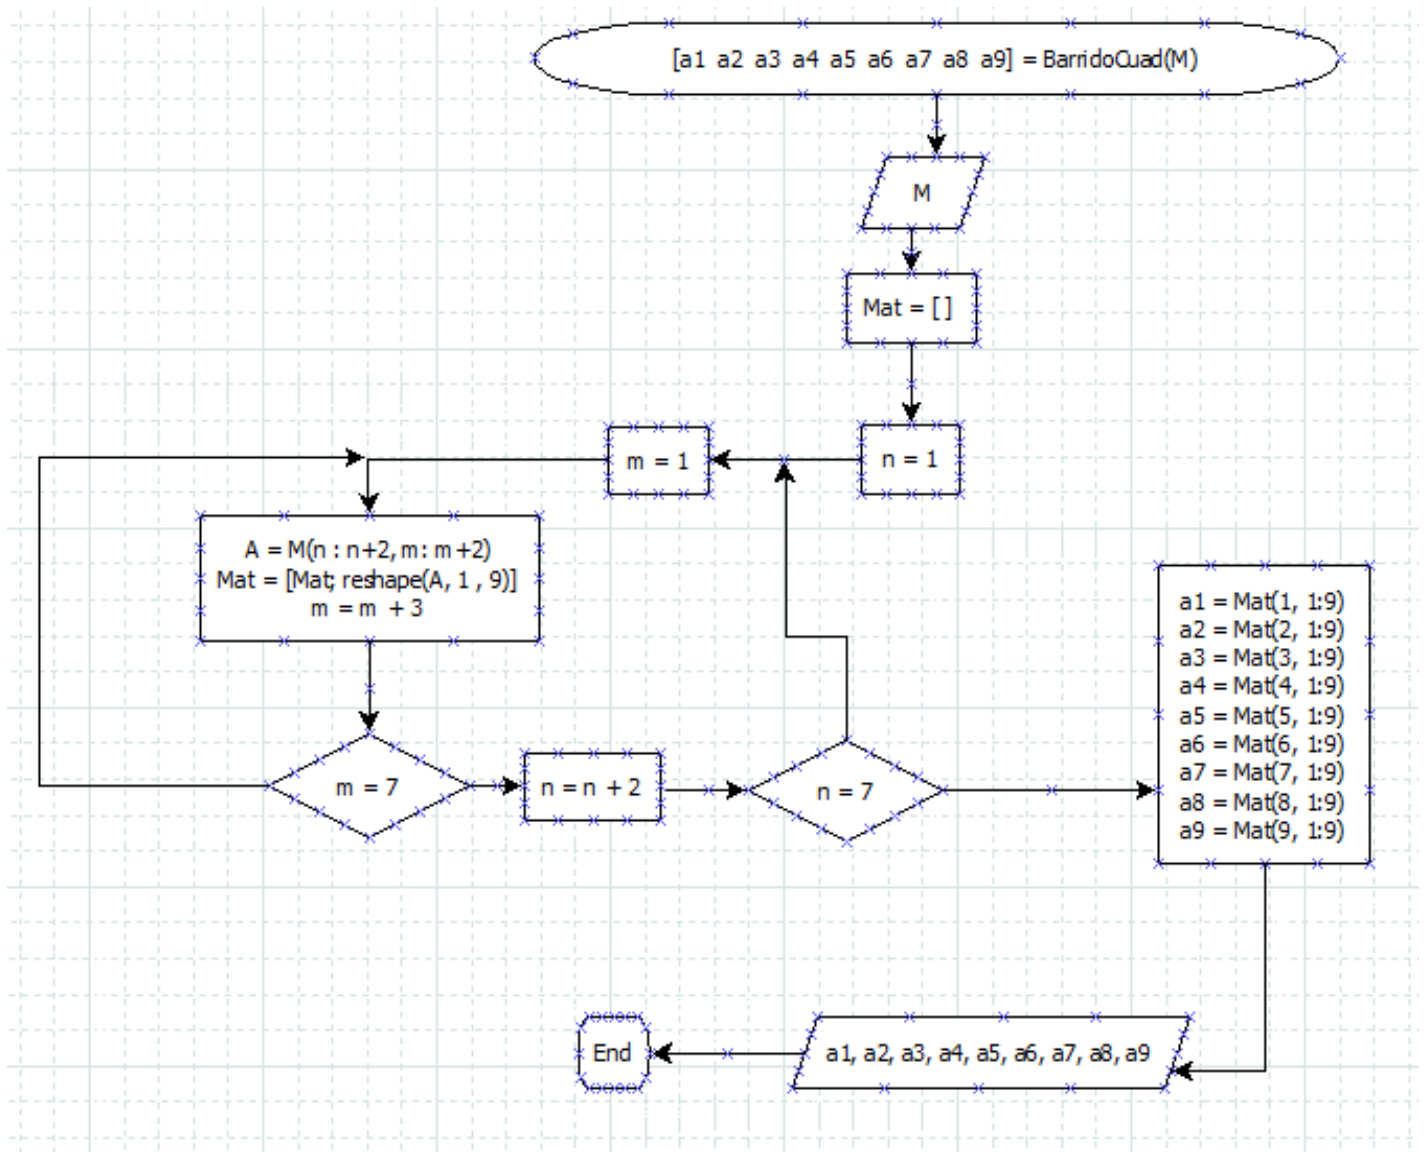 [a1 a2 a3 a4 a5 a6 a7 a8 a9] = BarridoCuad(M)
M
Mat = [ ]
n = 1
m = 1
A = M(n : n+2, m : m+2)
Mat = [Mat; reshape(A, 1 , 9)]
m = m + 3
m = 7
n = n + 2
n = 7
a1 = Mat(1, 1:9)
a2 = Mat(2, 1:9)
a3 = Mat(3, 1:9)
a4 = Mat(4, 1:9)
a5 = Mat(5, 1:9)
a6 = Mat(6, 1:9)
a7 = Mat(7, 1:9)
a8 = Mat(8, 1:9)
a9 = Mat(9, 1:9)
a1, a2, a3, a4, a5, a6, a7, a8, a9
End